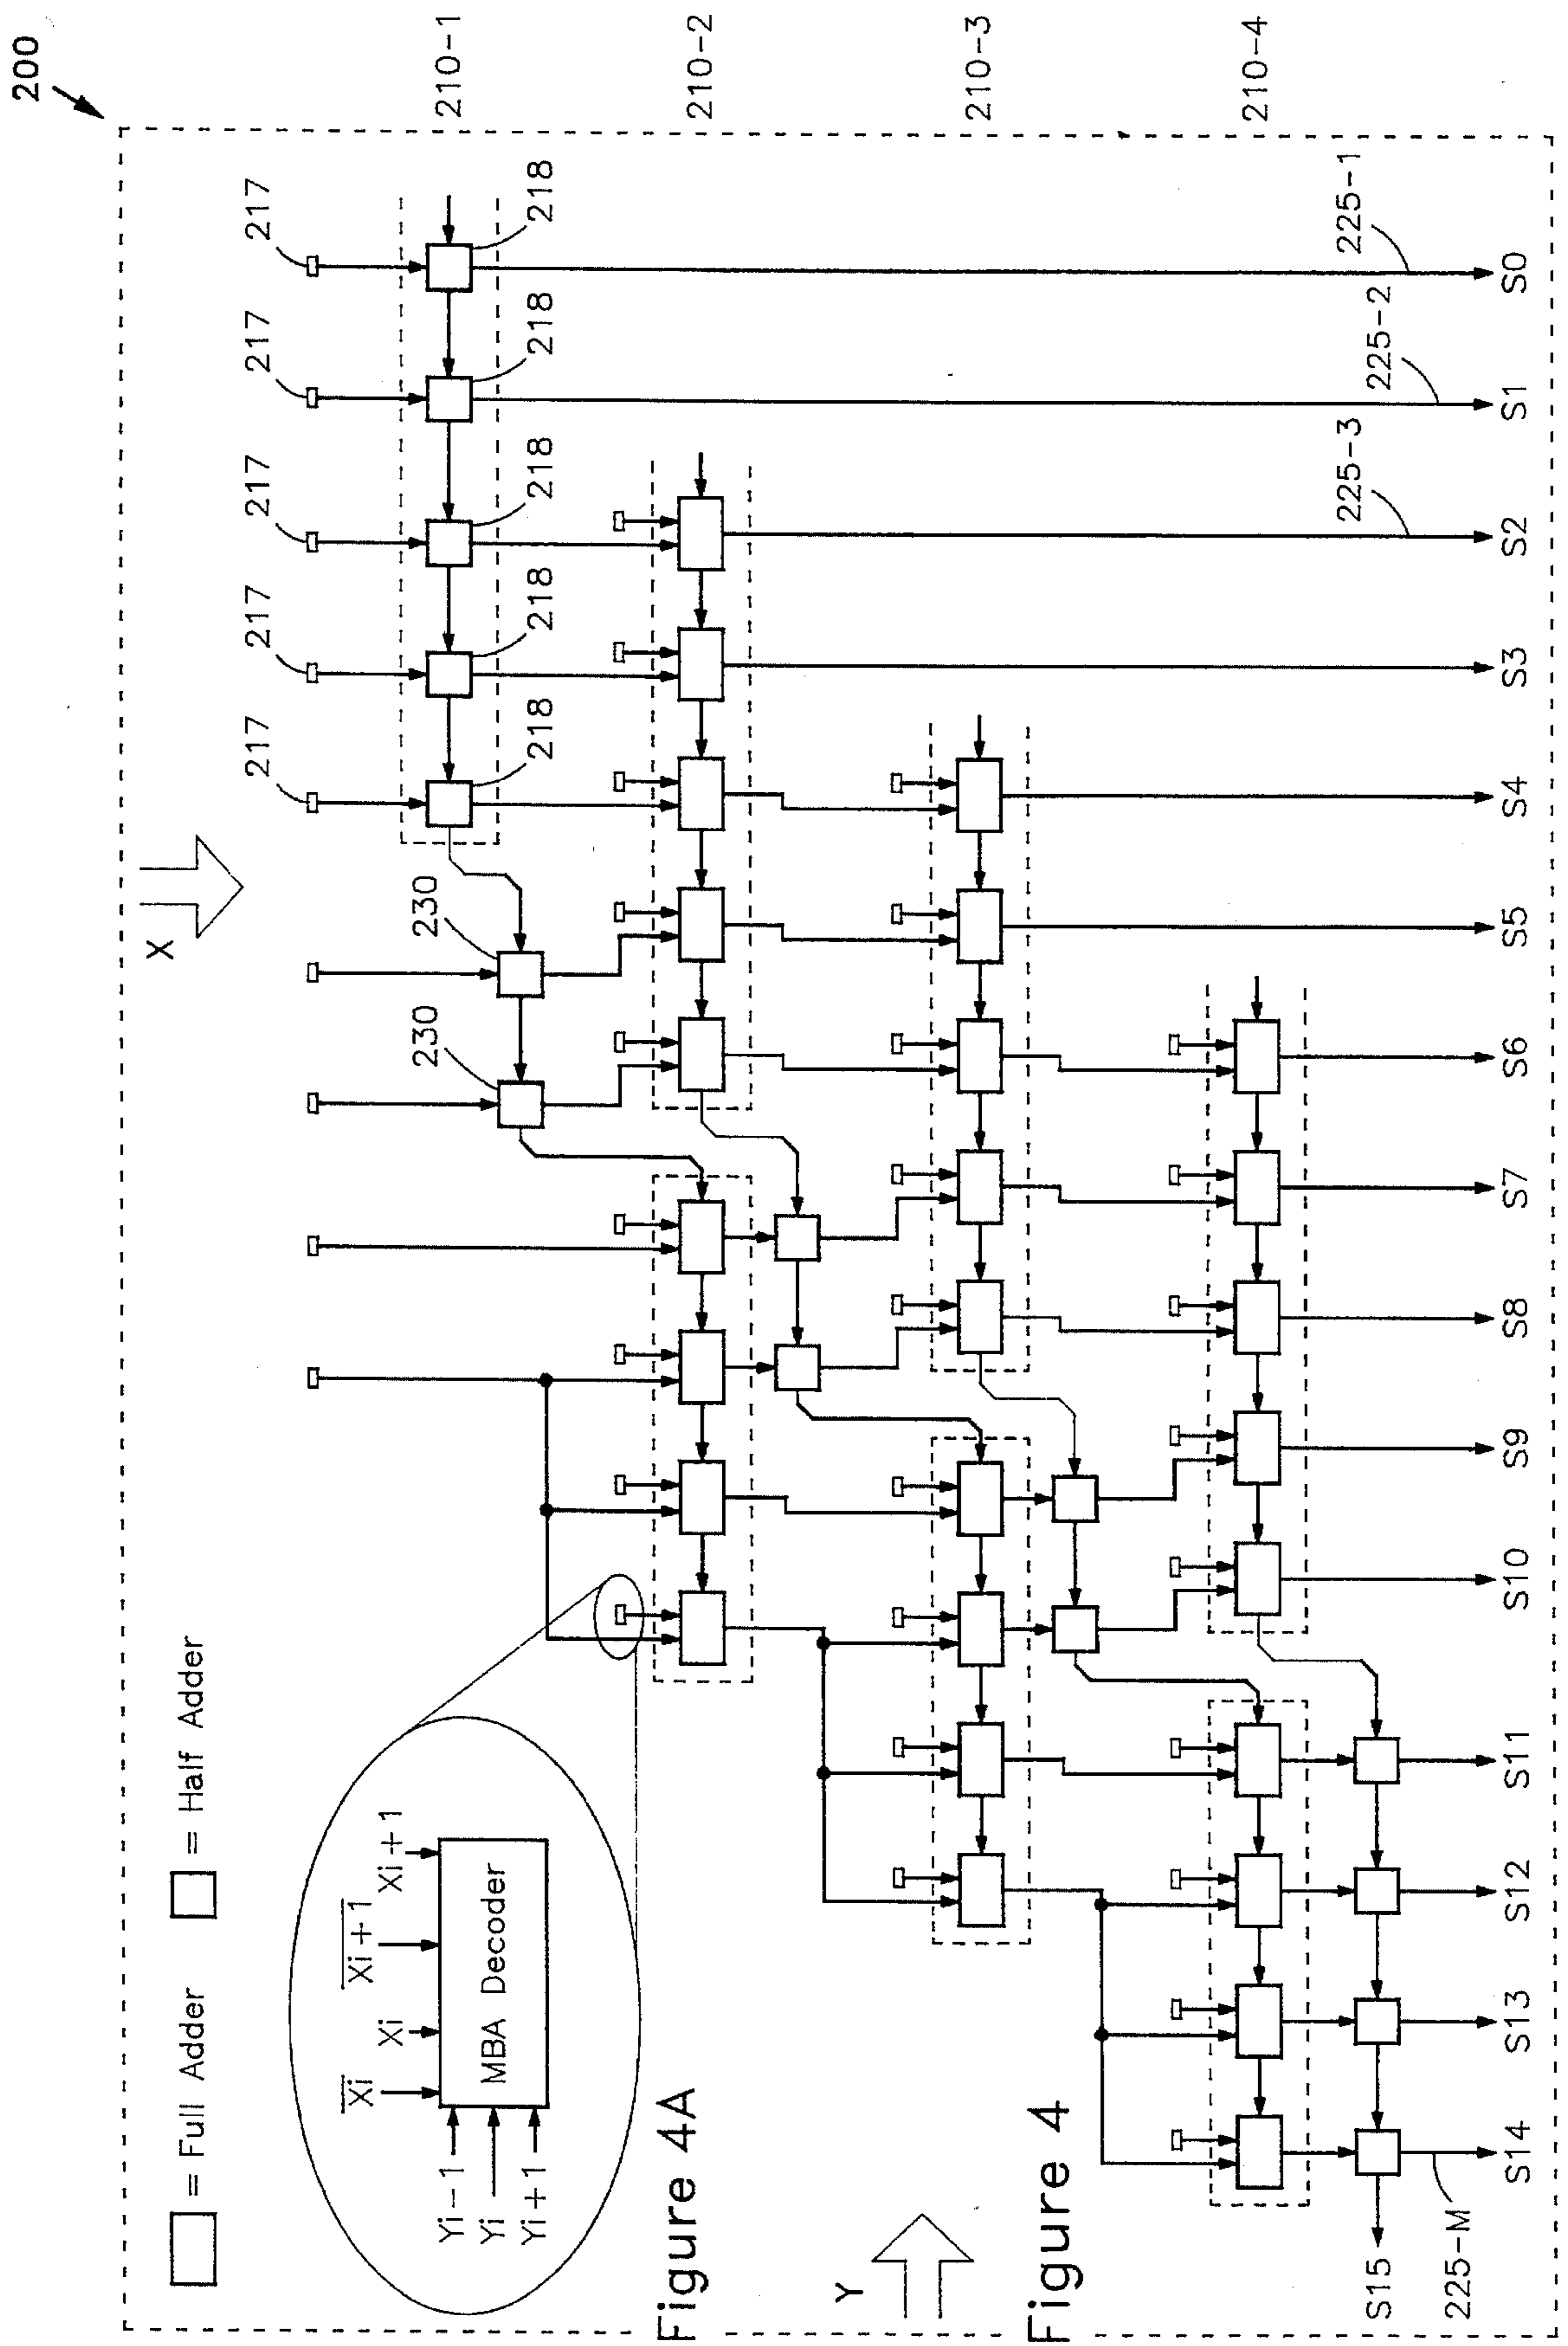 200
= Full Adder
= Half Adder
X
217
217
217
217
217
218
218
218
218
218
210-1
230
230
210-2
210-3
210-4
X̅i̅
Xi
X̅i̅+̅1̅
Xi+1
Yi-1
Yi
Yi+1
MBA Decoder
Figure 4A
Y
Figure 4
225-3
225-2
225-1
S15
225-M
S14
S13
S12
S11
S10
S9
S8
S7
S6
S5
S4
S3
S2
S1
S0